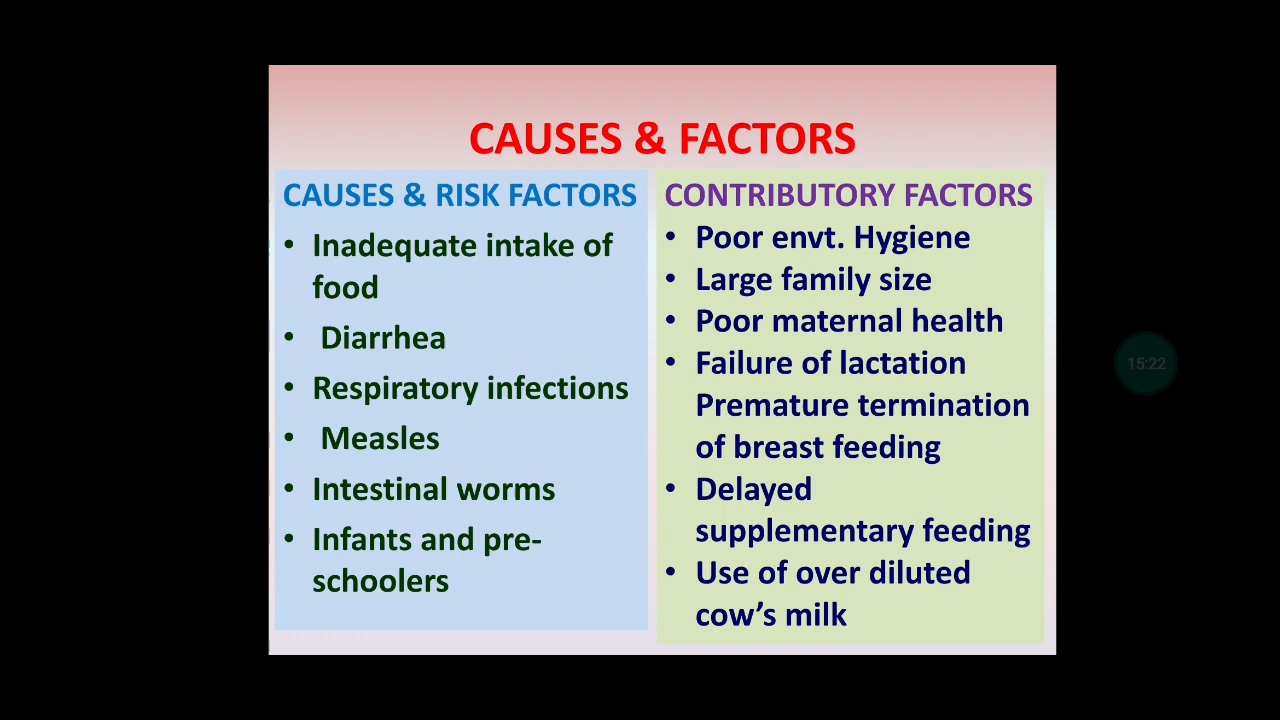 CAUSES & FACTORS
CAUSES & RISK FACTORS
• Inadequate intake of
food
• Diarrhea
• Respiratory infections
• Measles
• Intestinal worms
• Infants and pre-
schoolers
CONTRIBUTORY FACTORS
• Poor envt. Hygiene
• Large family size
• Poor maternal health
• Failure of lactation
Premature termination
of breast feeding
• Delayed
supplementary feeding
• Use of over diluted
cow’s milk
15:22